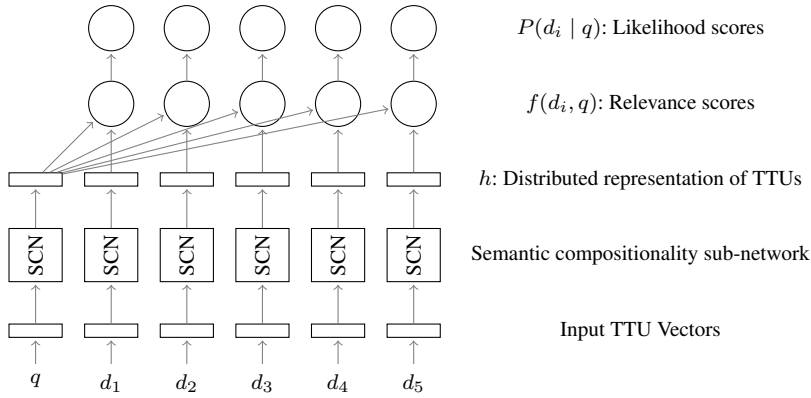 P(d_i | q): Likelihood scores
f(d_i, q): Relevance scores
h: Distributed representation of TTUs
SCN SCN SCN SCN SCN SCN Semantic compositionality sub-network
Input TTU Vectors
q d_1 d_2 d_3 d_4 d_5